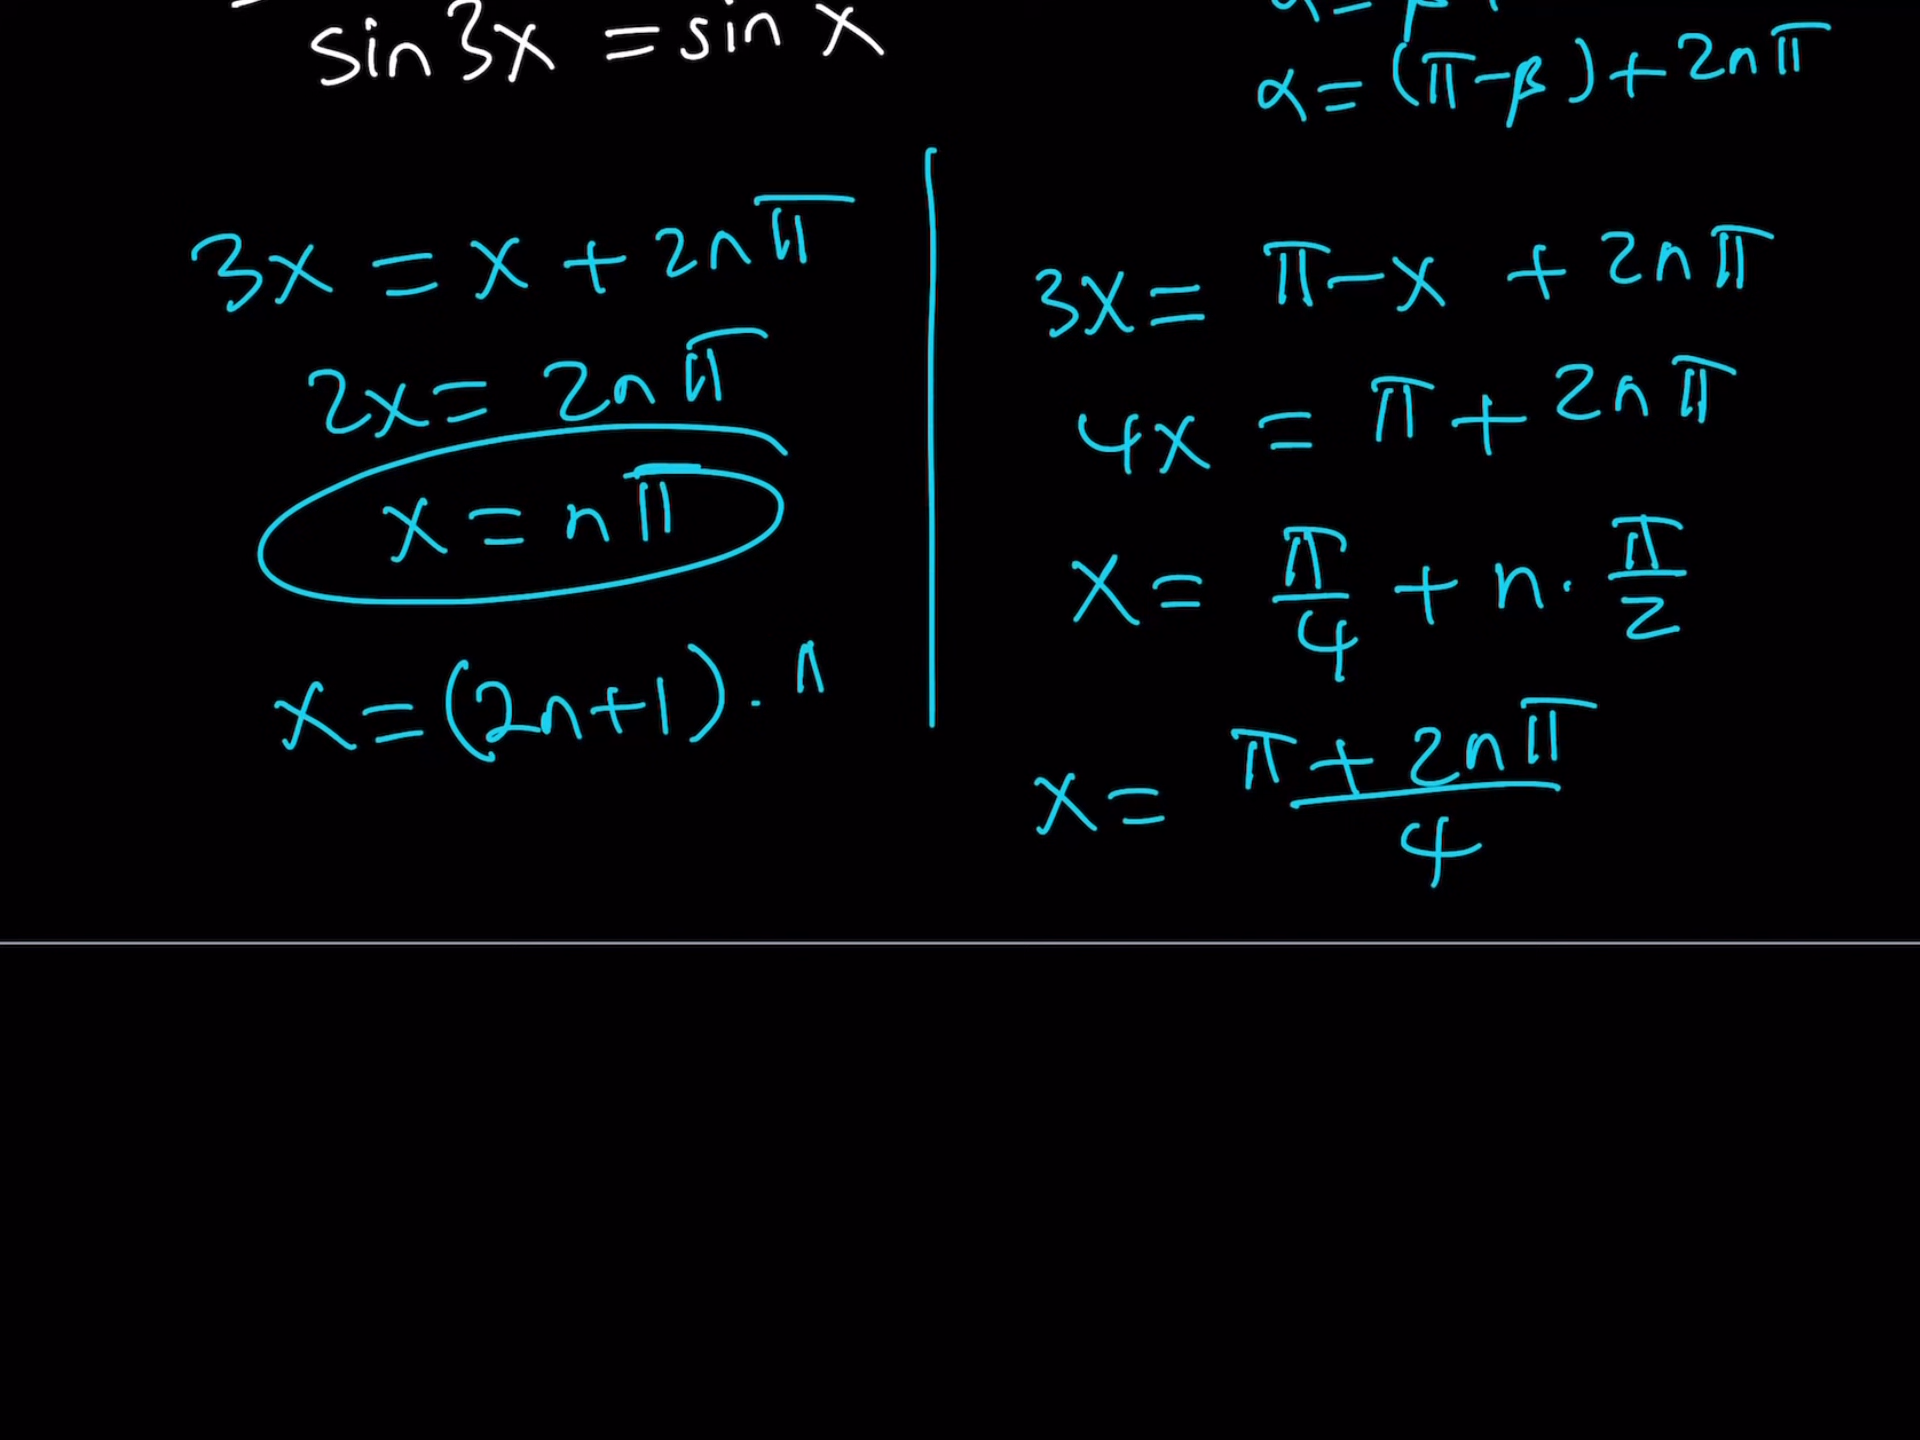 sin 3x = sin x
α = (π-β) + 2nπ
3x = x + 2nπ
2x = 2nπ
x = nπ
x = (2n+1) ·
3x = π-x + 2nπ
4x = π + 2nπ
x = π/4 + n · π/2
x = (π + 2nπ)/4